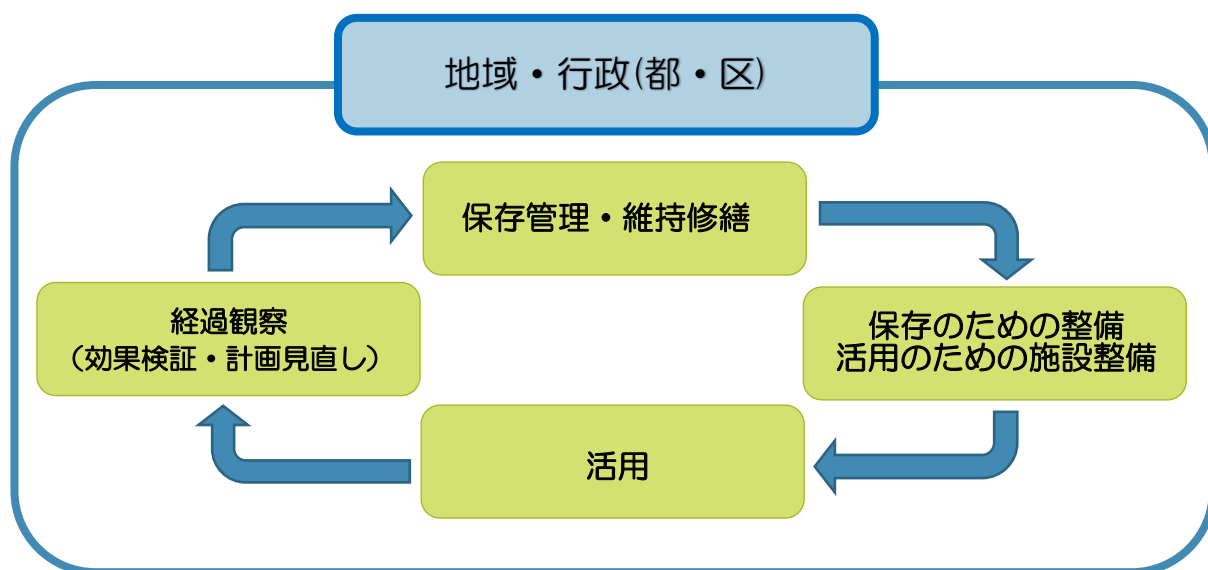 地域・行政(都・区)
保存管理・維持修繕
経過観察
（効果検証・計画見直し）
保存のための整備
活用のための施設整備
活用